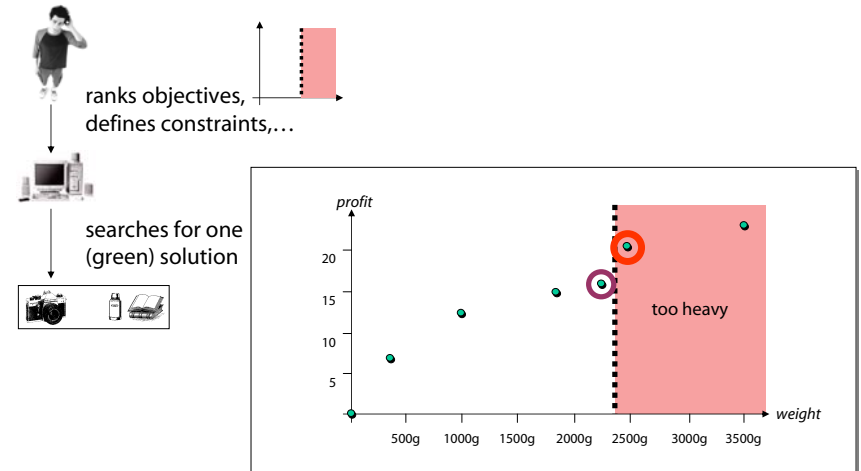 ranks objectives,
defines constraints,…
searches for one
(green) solution
profit
20
15
10
5
too heavy
weight
500g 1000g 1500g 2000g 2500g 3000g 3500g